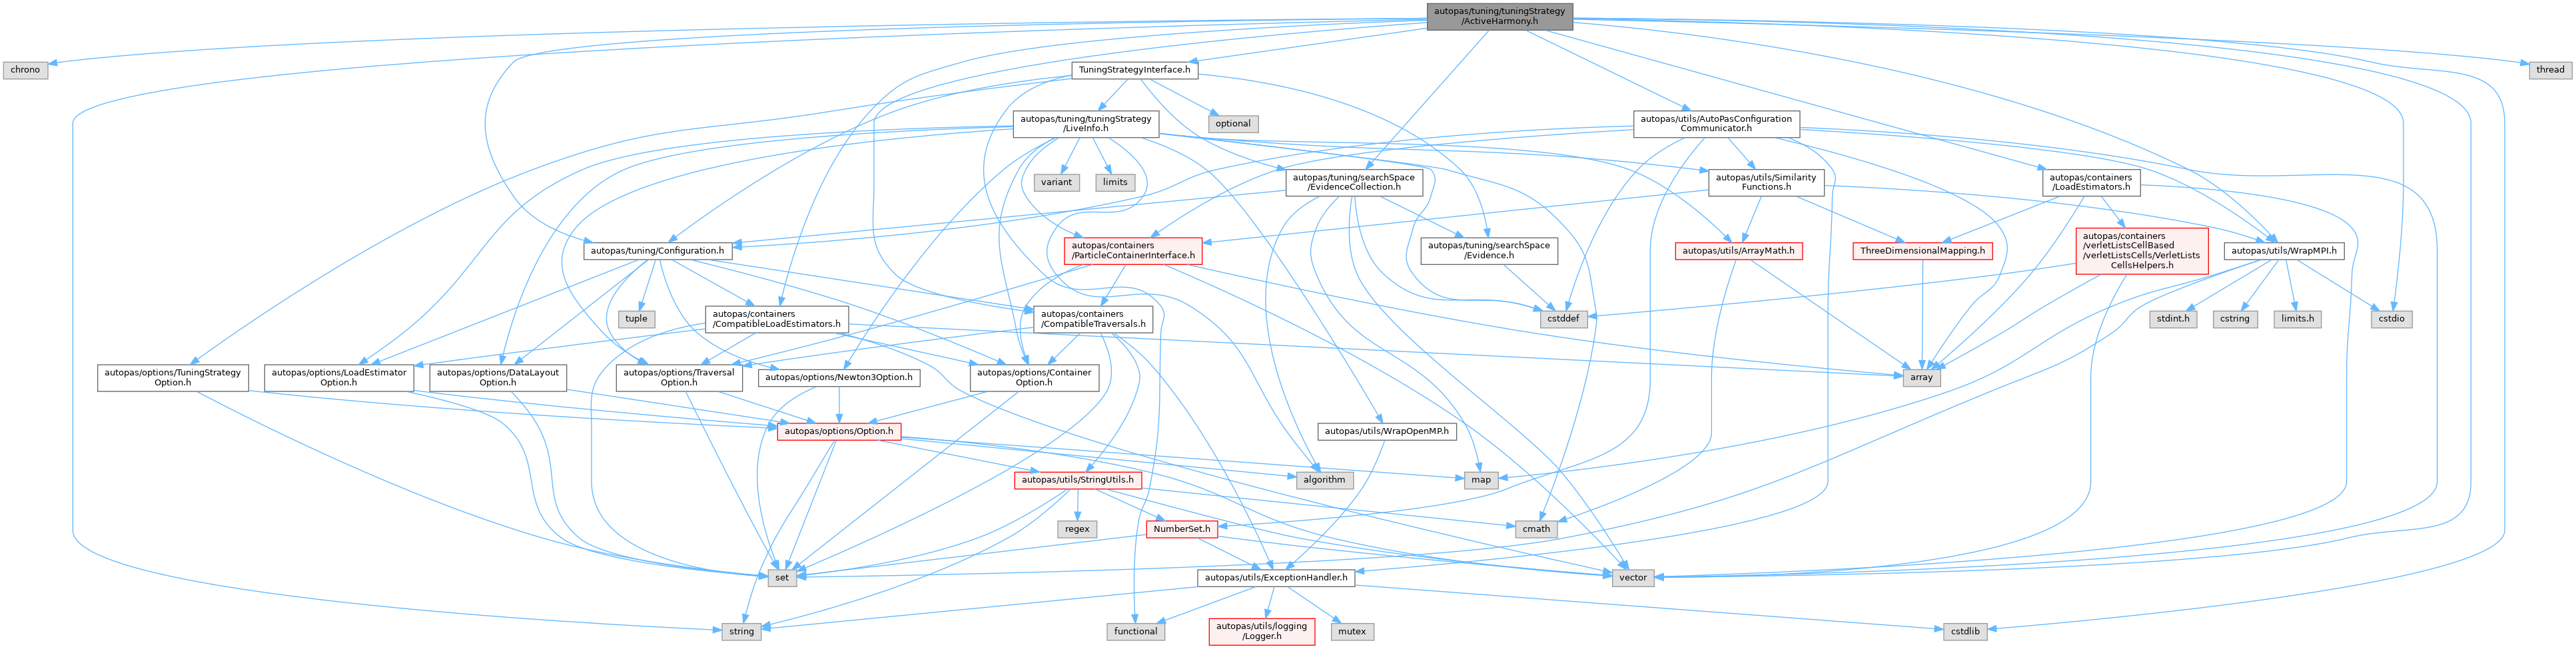 autopas/tuning/tuningStrategy
/ActiveHarmony.h
chrono
TuningStrategyInterface.h
thread
autopas/tuning/tuningStrategy
/LiveInfo.h
optional
autopas/utils/AutoPasConfiguration
Communicator.h
variant
limits
autopas/tuning/searchSpace
/EvidenceCollection.h
autopas/utils/Similarity
Functions.h
autopas/containers
/LoadEstimators.h
autopas/tuning/Configuration.h
autopas/containers
/ParticleContainerInterface.h
autopas/tuning/searchSpace
/Evidence.h
autopas/utils/ArrayMath.h
ThreeDimensionalMapping.h
autopas/containers
/verletListsCellBased
/verletListsCells/VerletLists
CellsHelpers.h
autopas/utils/WrapMPI.h
tuple
autopas/containers
/CompatibleLoadEstimators.h
autopas/containers
/CompatibleTraversals.h
cstddef
stdint.h
cstring
limits.h
cstdio
autopas/options/TuningStrategy
Option.h
autopas/options/LoadEstimator
Option.h
autopas/options/DataLayout
Option.h
autopas/options/Traversal
Option.h
autopas/options/Newton3Option.h
autopas/options/Container
Option.h
array
autopas/options/Option.h
autopas/utils/WrapOpenMP.h
autopas/utils/StringUtils.h
algorithm
map
regex
NumberSet.h
cmath
set
autopas/utils/ExceptionHandler.h
vector
string
functional
autopas/utils/logging
/Logger.h
mutex
cstdlib